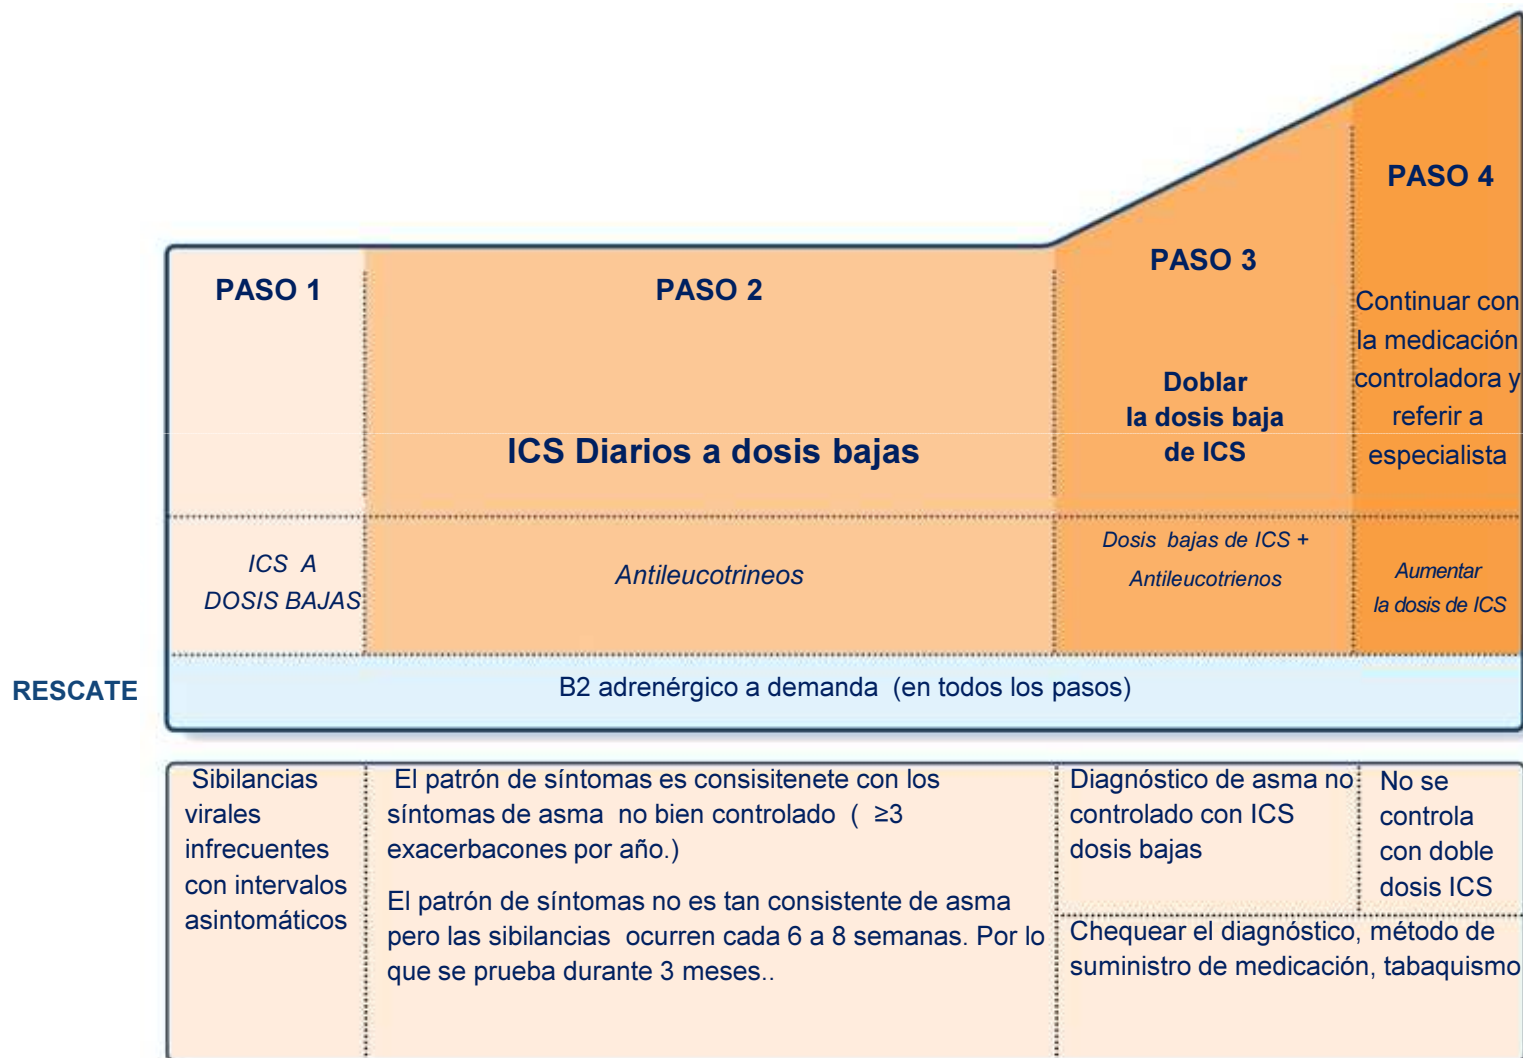 PASO 1
PASO 2
ICS Diarios a dosis bajas
PASO 3
Doblar
la dosis baja
de ICS
PASO 4
Continuar con
la medicación
controladora y
referir a
especialista
ICS A
DOSIS BAJAS
Antileucotrineos
Dosis bajas de ICS +
Antileucotrienos
Aumentar
la dosis de ICS
RESCATE
B2 adrenérgico a demanda (en todos los pasos)
Sibilancias
virales
infrecuentes
con intervalos
asintomáticos
El patrón de síntomas es consisitenete con los
síntomas de asma no bien controlado ( ≥3
exacerbacones por año.)
El patrón de síntomas no es tan consistente de asma
pero las sibilancias ocurren cada 6 a 8 semanas. Por lo
que se prueba durante 3 meses..
Diagnóstico de asma no
controlado con ICS
dosis bajas
No se
controla
con doble
dosis ICS
Chequear el diagnóstico, método de
suministro de medicación, tabaquismo